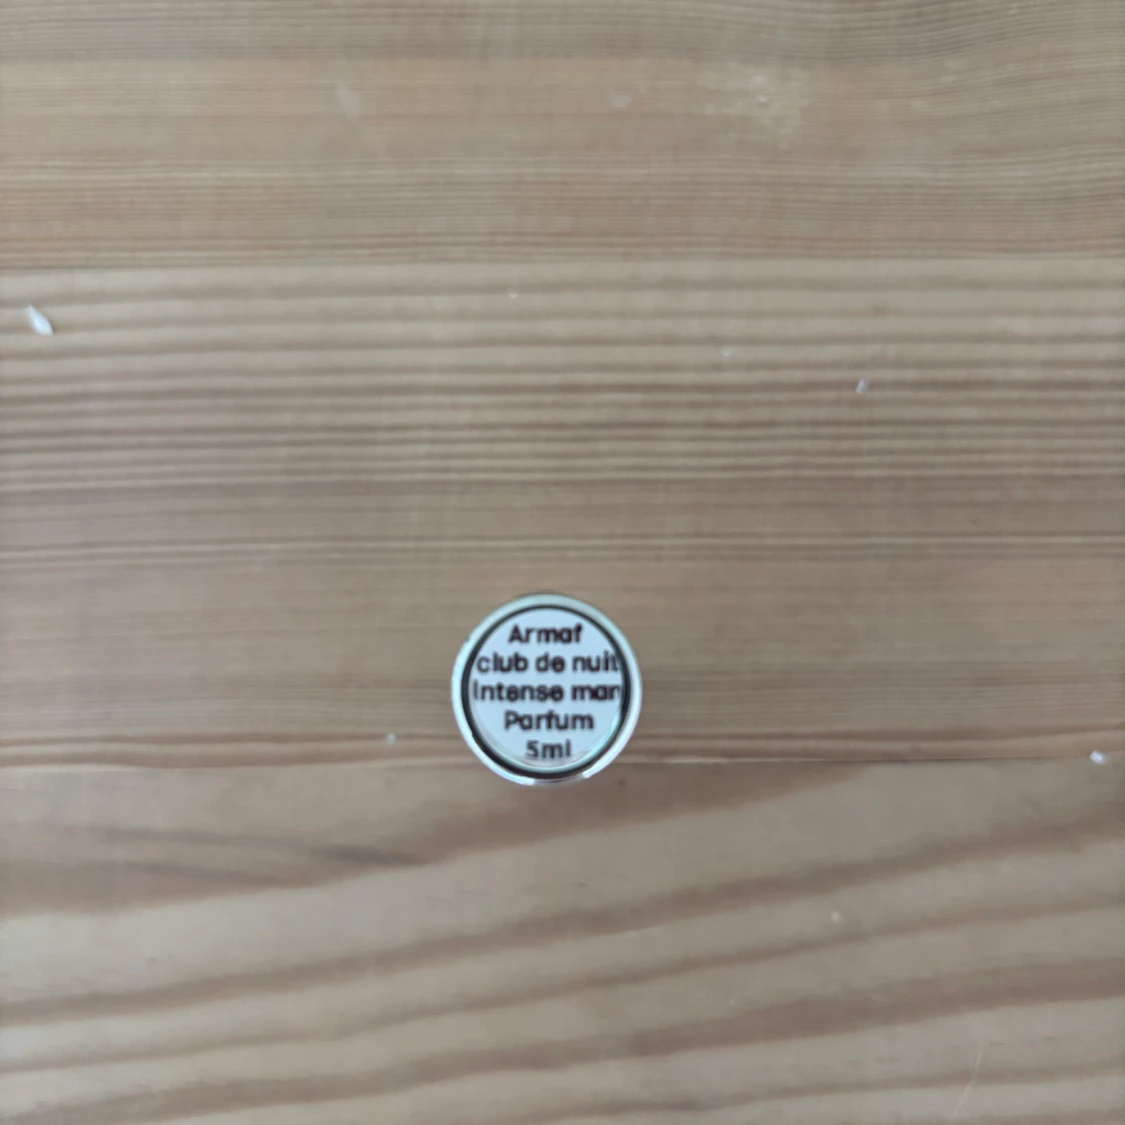 Armaf
club de nuit
Intense man
Parfum
5ml